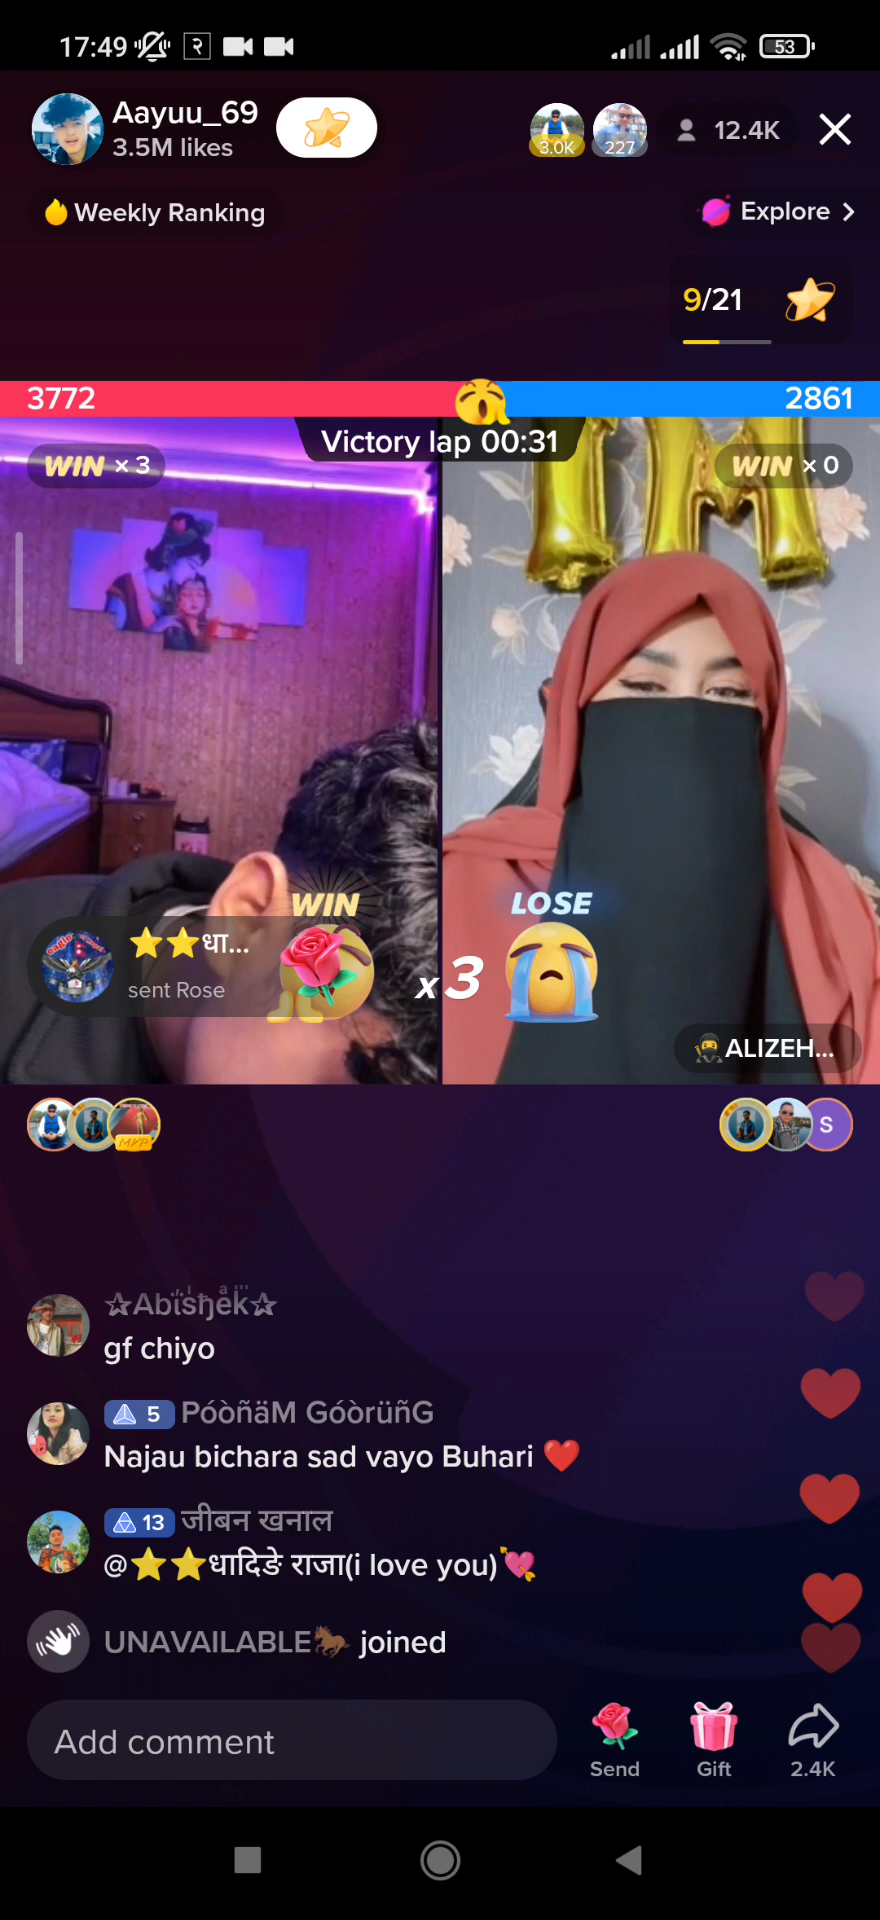 17:49
२
53
Aayuu_69
3.5M likes
3.0K
227
12.4K
Weekly Ranking
Explore
9/21
3772
2861
Victory lap 00:31
WIN × 3
WIN × 0
WIN
LOSE
⭐⭐धा...
sent Rose
x3
ALIZEH...
MVP
S
gf chiyo
5 PóòñäM GóòrüñG
Najau bichara sad vayo Buhari ❤️
13 जीबन खनाल
@⭐⭐धादिङे राजा(i love you)💘
UNAVAILABLE🐎 joined
Add comment
Send
Gift
2.4K